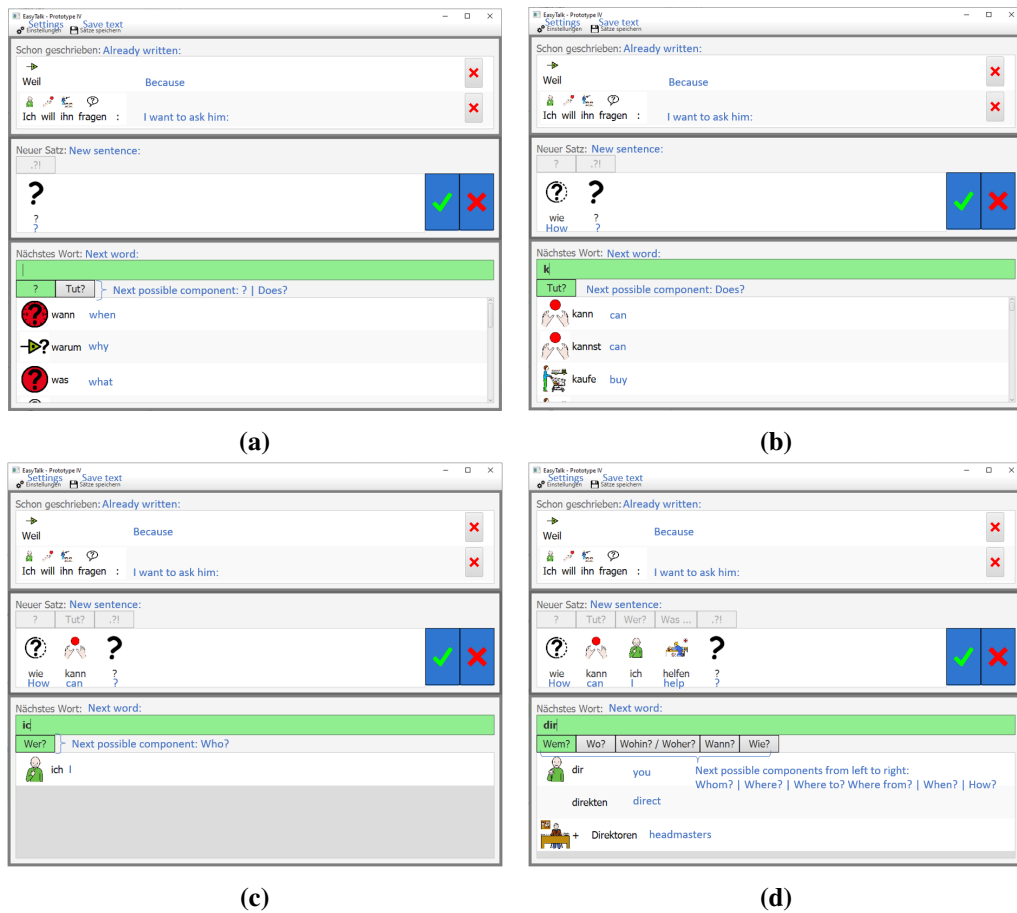 EasyTalk - Prototype IV
Settings Save text
Einstellungen Sätze speichern
Schon geschrieben: Already written:
Weil Because
Ich will ihn fragen : I want to ask him:
Neuer Satz: New sentence:
.?!
?
?
?
Nächstes Wort: Next word:
? Tut? Next possible component: ? | Does?
wann when
warum why
was what
(a)
EasyTalk - Prototype IV
Settings Save text
Einstellungen Sätze speichern
Schon geschrieben: Already written:
Weil Because
Ich will ihn fragen : I want to ask him:
Neuer Satz: New sentence:
? .?!
? ?
wie ?
How ?
Nächstes Wort: Next word:
k
Tut? Next possible component: Does?
kann can
kannst can
kaufe buy
(b)
EasyTalk - Prototype IV
Settings Save text
Einstellungen Sätze speichern
Schon geschrieben: Already written:
Weil Because
Ich will ihn fragen : I want to ask him:
Neuer Satz: New sentence:
? Tut? .?!
? ?
wie kann ?
How can ?
Nächstes Wort: Next word:
ic
Wer? Next possible component: Who?
ich I
(c)
EasyTalk - Prototype IV
Settings Save text
Einstellungen Sätze speichern
Schon geschrieben: Already written:
Weil Because
Ich will ihn fragen : I want to ask him:
Neuer Satz: New sentence:
? Tut? Wer? Was ... .?!
? ?
wie kann ich helfen ?
How can I help ?
Nächstes Wort: Next word:
dir
Wem? Wo? Wohin? / Woher? Wann? Wie?
dir you Next possible components from left to right:
Whom? | Where? | Where to? Where from? | When? | How?
direkten direct
+ Direktoren headmasters
(d)